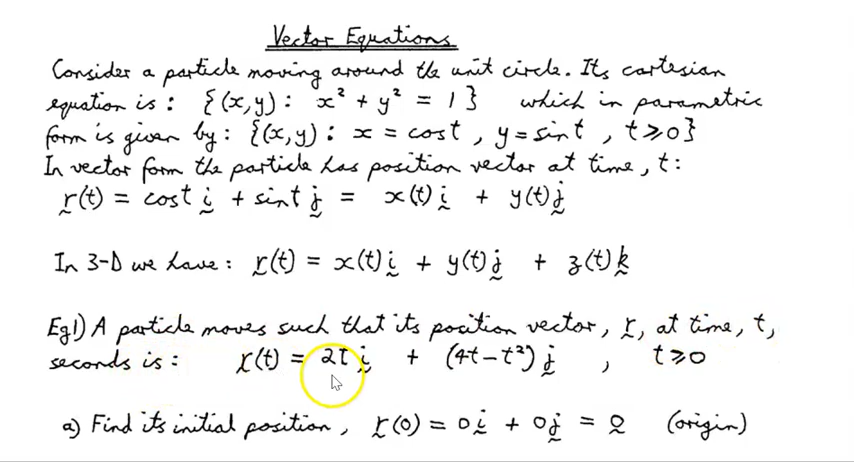 Vector Equations
Consider a particle moving around the unit circle. Its cartesian
equation is : {(x,y) : x² + y² = 1} which in parametric
form is given by : {(x,y) : x = cost , y = sint , t ⩾ 0}
In vector form the particle has position vector at time, t :
r̰(t) = cost ḭ + sint j̰ = x(t) ḭ + y(t) j̰
In 3-D we have : r̰(t) = x(t) ḭ + y(t) j̰ + z(t) k̰
Eg1) A particle moves such that its position vector, r̰, at time, t,
seconds is : r̰(t) = 2t ḭ + (4t-t²) j̰ , t ⩾ 0
a) Find its initial position, r̰(0) = 0ḭ + 0j̰ = 0̰ (origin)